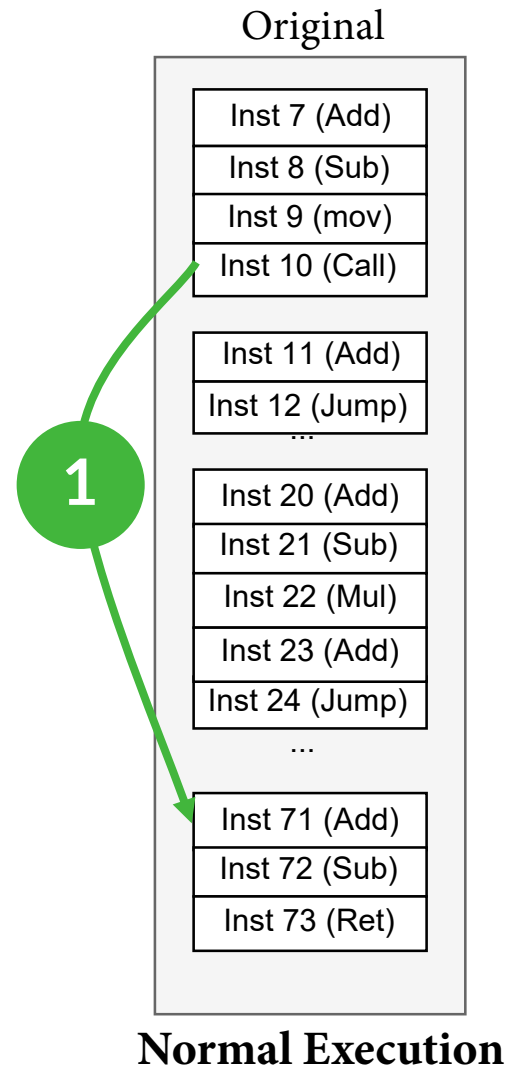 Original
Inst 7 (Add)
Inst 8 (Sub)
Inst 9 (mov)
Inst 10 (Call)
Inst 11 (Add)
Inst 12 (Jump)
...
1
Inst 20 (Add)
Inst 21 (Sub)
Inst 22 (Mul)
Inst 23 (Add)
Inst 24 (Jump)
...
Inst 71 (Add)
Inst 72 (Sub)
Inst 73 (Ret)
Normal Execution